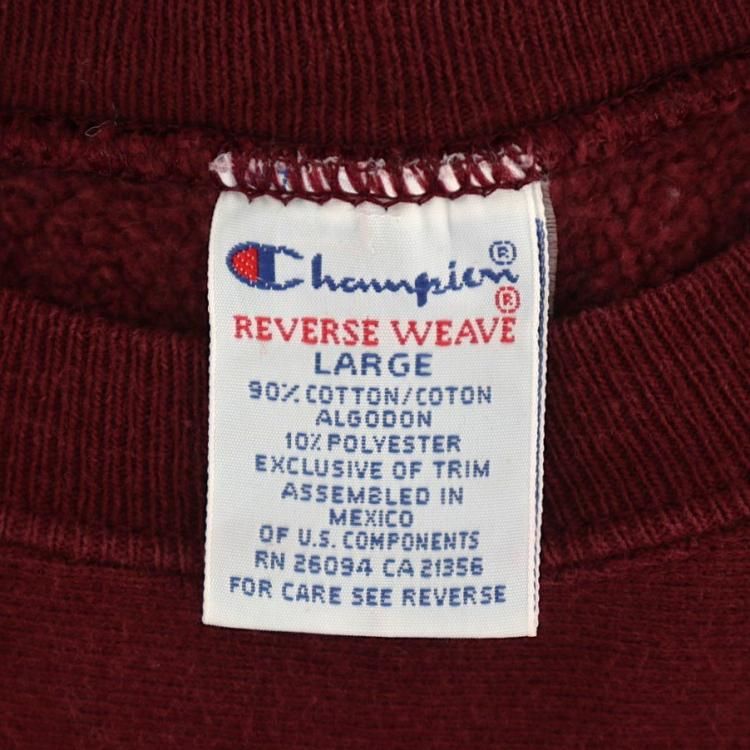 Champion®
REVERSE WEAVE®
LARGE
90% COTTON/COTON
ALGODON
10% POLYESTER
EXCLUSIVE OF TRIM
ASSEMBLED IN
MEXICO
OF U.S. COMPONENTS
RN 26094 CA 21356
FOR CARE SEE REVERSE